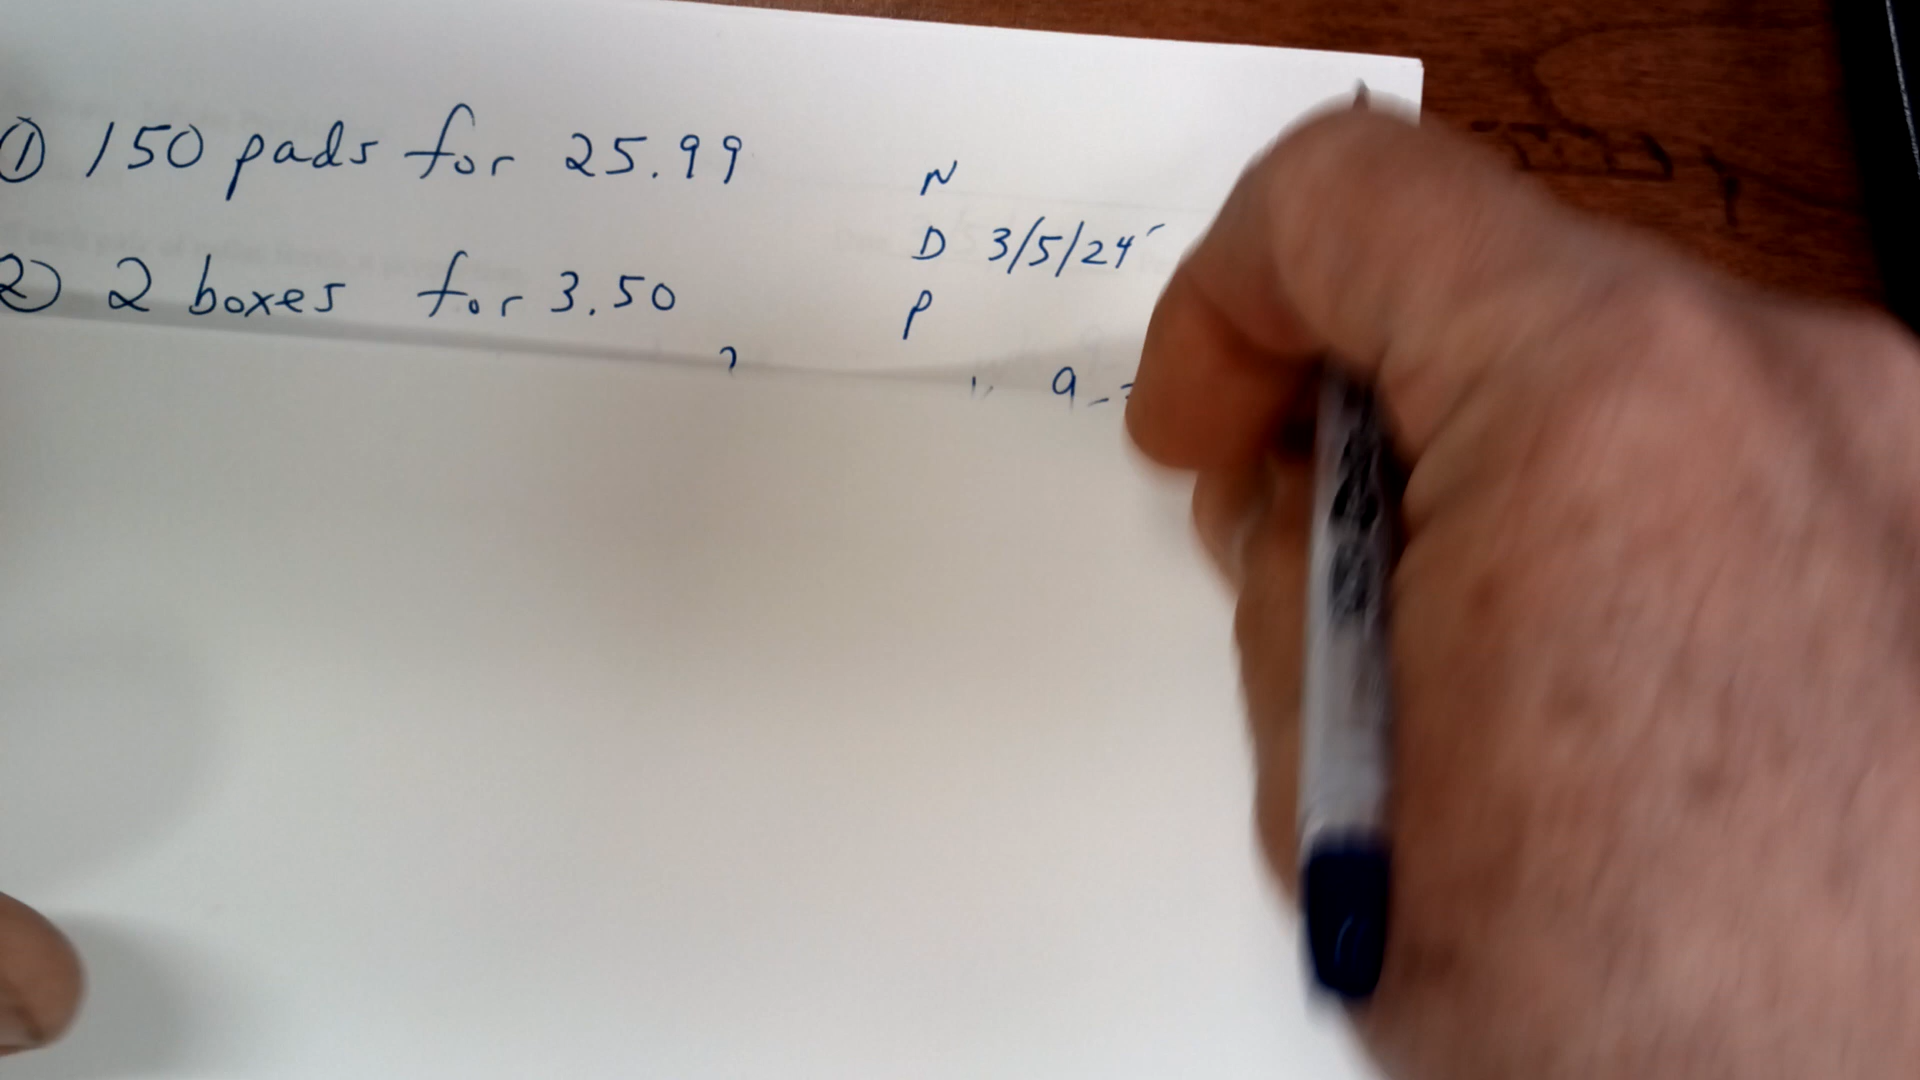 ① 150 pads for 25.99
N
D 3/5/24
② 2 boxes for 3.50
P